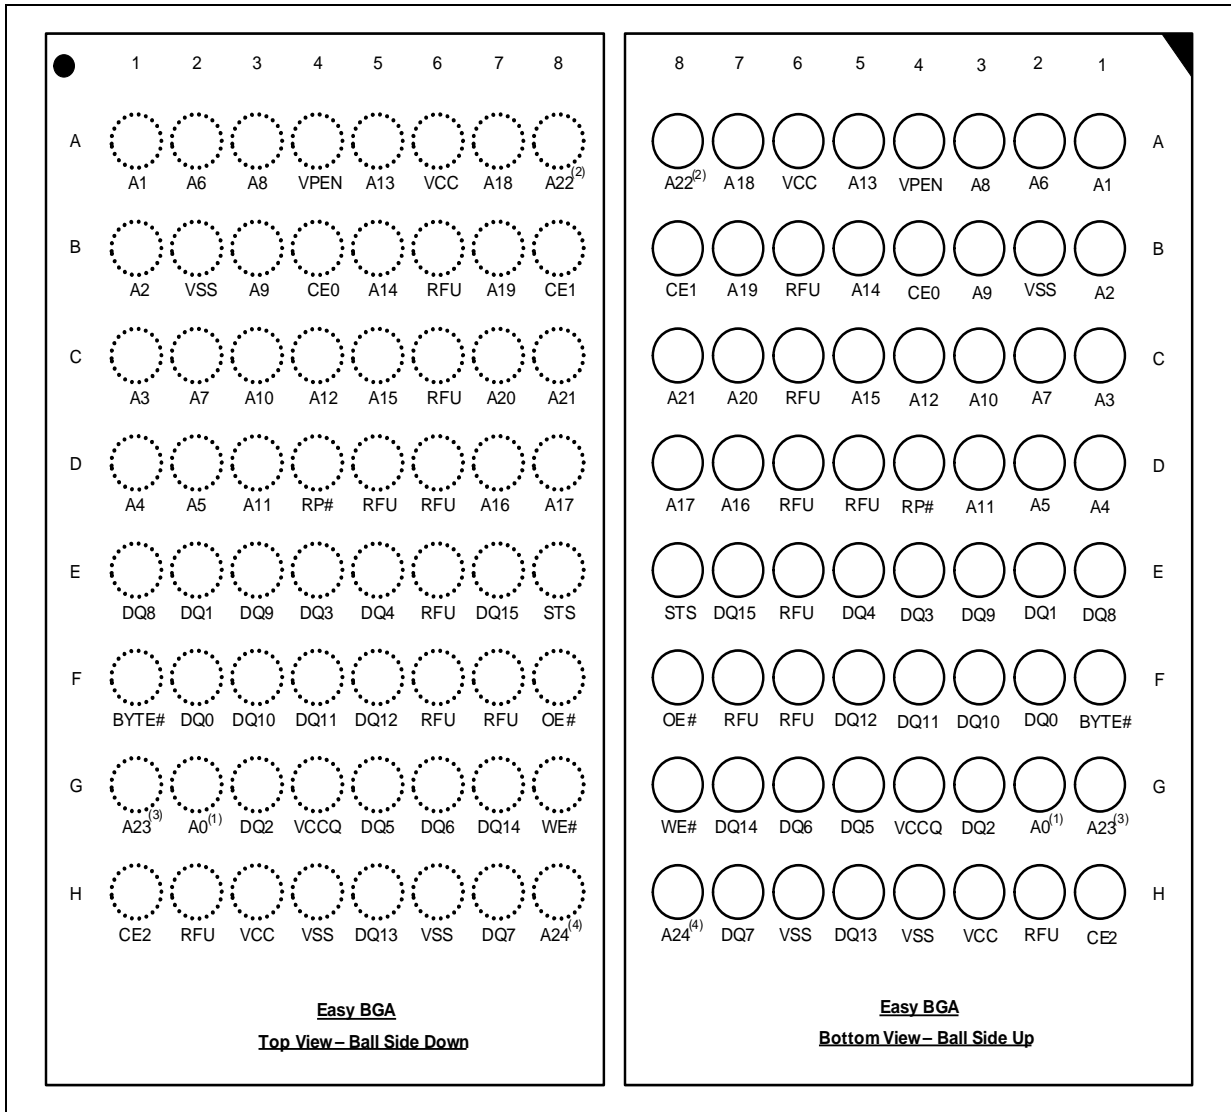 1 2 3 4 5 6 7 8
A
A1 A6 A8 VPEN A13 VCC A18 A22(2)
B
A2 VSS A9 CE0 A14 RFU A19 CE1
C
A3 A7 A10 A12 A15 RFU A20 A21
D
A4 A5 A11 RP# RFU RFU A16 A17
E
DQ8 DQ1 DQ9 DQ3 DQ4 RFU DQ15 STS
F
BYTE# DQ0 DQ10 DQ11 DQ12 RFU RFU OE#
G
A23(3) A0(1) DQ2 VCCQ DQ5 DQ6 DQ14 WE#
H
CE2 RFU VCC VSS DQ13 VSS DQ7 A24(4)
Easy BGA
Top View – Ball Side Down
8 7 6 5 4 3 2 1
A
A22(2) A18 VCC A13 VPEN A8 A6 A1
B
CE1 A19 RFU A14 CE0 A9 VSS A2
C
A21 A20 RFU A15 A12 A10 A7 A3
D
A17 A16 RFU RFU RP# A11 A5 A4
E
STS DQ15 RFU DQ4 DQ3 DQ9 DQ1 DQ8
F
OE# RFU RFU DQ12 DQ11 DQ10 DQ0 BYTE#
G
WE# DQ14 DQ6 DQ5 VCCQ DQ2 A0(1) A23(3)
H
A24(4) DQ7 VSS DQ13 VSS VCC RFU CE2
Easy BGA
Bottom View – Ball Side Up